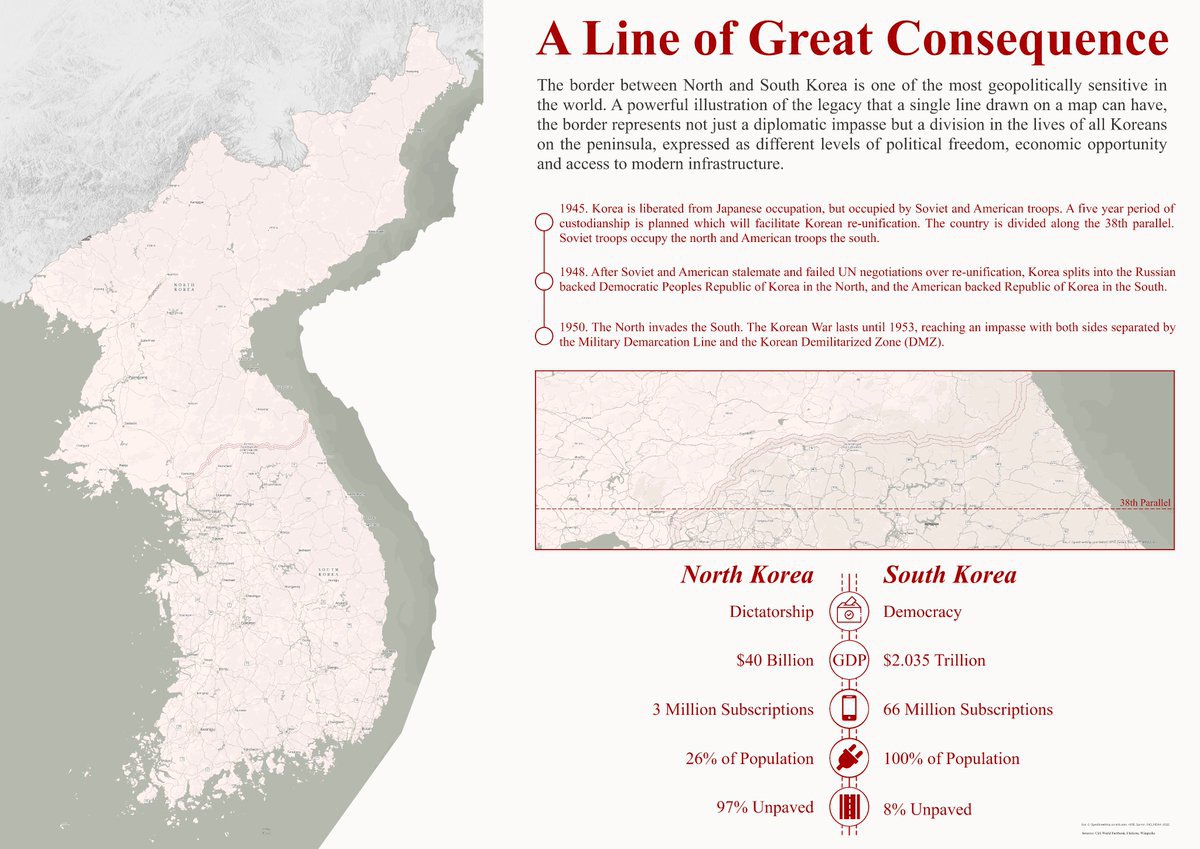 A Line of Great Consequence
The border between North and South Korea is one of the most geopolitically sensitive in
the world. A powerful illustration of the legacy that a single line drawn on a map can have,
the border represents not just a diplomatic impasse but a division in the lives of all Koreans
on the peninsula, expressed as different levels of political freedom, economic opportunity
and access to modern infrastructure.
1945. Korea is liberated from Japanese occupation, but occupied by Soviet and American troops. A five year period of
custodianship is planned which will facilitate Korean re-unification. The country is divided along the 38th parallel.
Soviet troops occupy the north and American troops the south.
1948. After Soviet and American stalemate and failed UN negotiations over re-unification, Korea splits into the Russian
backed Democratic Peoples Republic of Korea in the North, and the American backed Republic of Korea in the South.
1950. The North invades the South. The Korean War lasts until 1953, reaching an impasse with both sides separated by
the Military Demarcation Line and the Korean Demilitarized Zone (DMZ).
NORTH
KOREA
SOUTH
KOREA
38th Parallel
North Korea
South Korea
Dictatorship
Democracy
$40 Billion
GDP
$2.035 Trillion
3 Million Subscriptions
66 Million Subscriptions
26% of Population
100% of Population
97% Unpaved
8% Unpaved